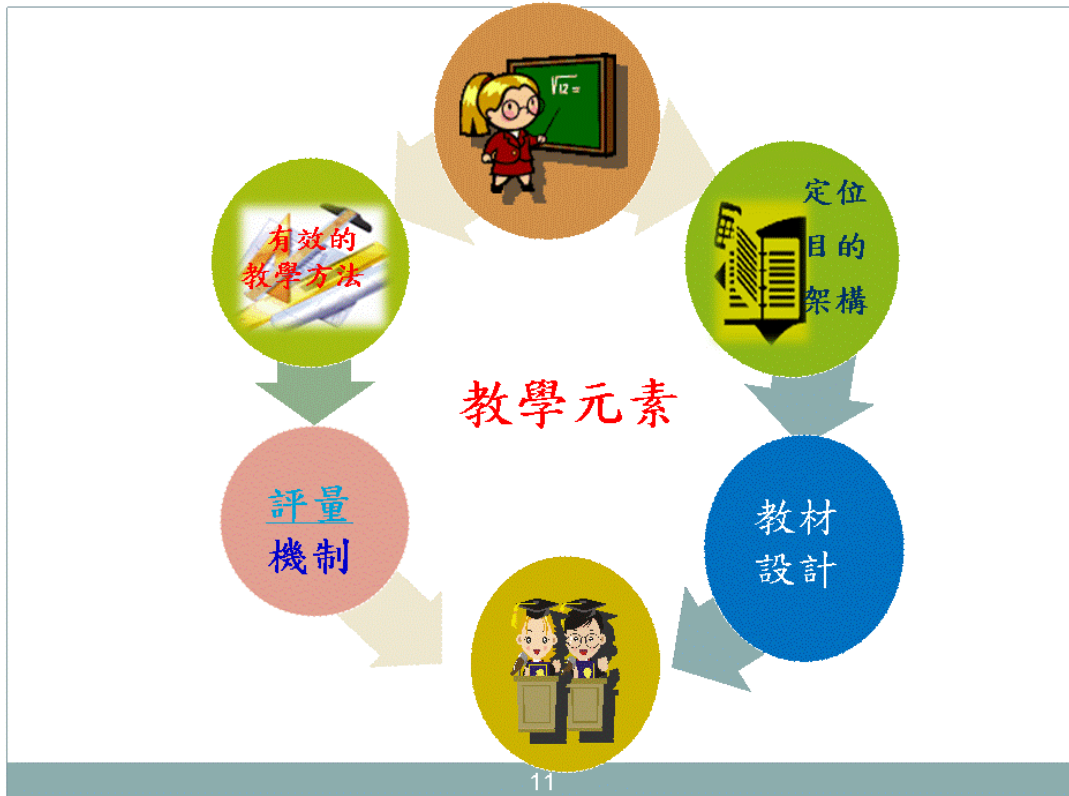 √12=
有效的
教學方法
定位
目的
架構
教學元素
評量
機制
教材
設計
11